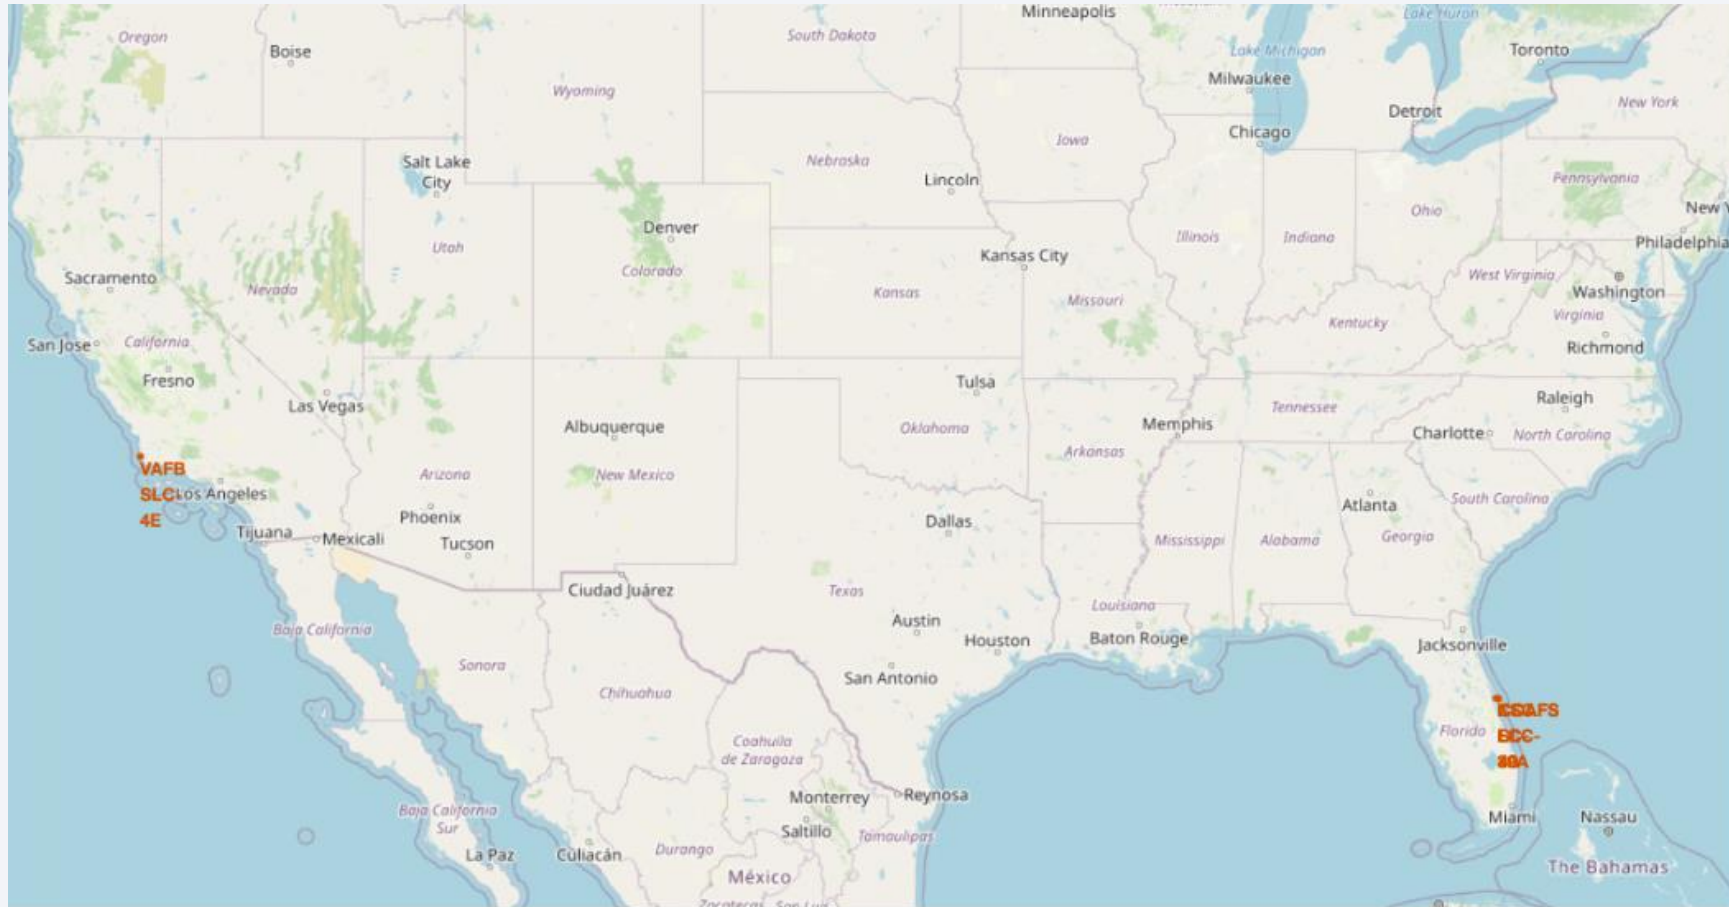 Minneapolis
Lake Huron
Oregon
South Dakota
Boise
Toronto
Lake Michigan
Milwaukee
Wyoming
New York
Detroit
Chicago
Iowa
Salt Lake
City
Nebraska
Lincoln
Pennsylvania
New Y
Ohio
Denver
Utah
Illinois
Indiana
Philadelphia
Kansas City
Colorado
Sacramento
Nevada
Kansas
Missouri
West Virginia
Washington
Virginia
Kentucky
San Jose
California
Richmond
Fresno
Tulsa
Las Vegas
Raleigh
Tennessee
Albuquerque
Oklahoma
Memphis
Charlotte
North Carolina
Arkansas
VAFB
SLC-
4E
Los Angeles
Arizona
New Mexico
South Carolina
Atlanta
Phoenix
Dallas
Tijuana
Mexicali
Tucson
Mississippi
Alabama
Georgia
Ciudad Juárez
Texas
Louisiana
Austin
Baja California
Houston
Baton Rouge
Jacksonville
Sonora
San Antonio
Chihuahua
Florida
Coahuila
de Zaragoza
Monterrey
Reynosa
Baja California
Sur
Miami
Nassau
Saltillo
Tamaulipas
La Paz
Culiacán
Durango
The Bahamas
México
Zacatecas
San Luis